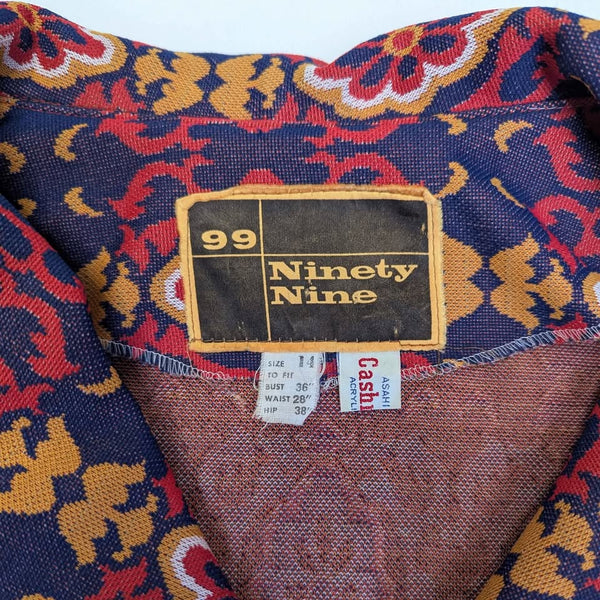 99
Ninety
Nine
SIZE
TO FIT
BUST 36"
WAIST 28"
HIP 38"
ASAHI
Cash
ACRYLI